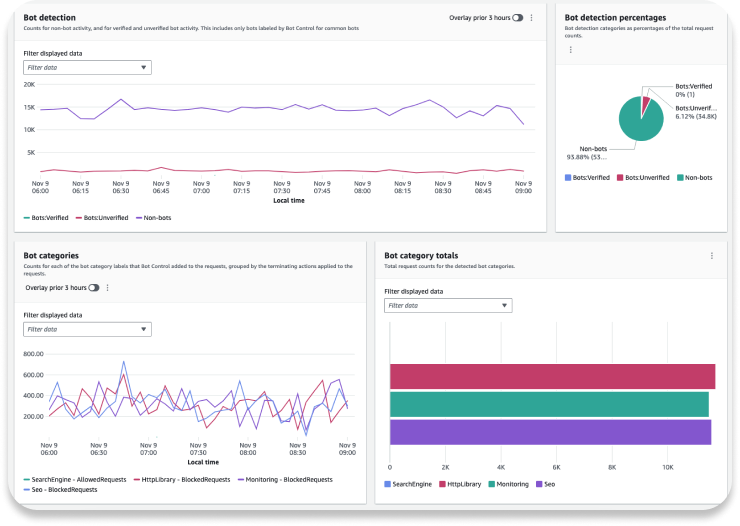 Bot detection
Counts for non-bot activity, and for verified and unverified bot activity. This includes only bots labeled by Bot Control for common bots
Overlay prior 3 hours
Filter displayed data
Filter data
20K
15K
10K
5K
Nov 9 06:00
Nov 9 06:15
Nov 9 06:30
Nov 9 06:45
Nov 9 07:00
Nov 9 07:15
Nov 9 07:30
Nov 9 07:45
Nov 9 08:00
Nov 9 08:15
Nov 9 08:30
Nov 9 08:45
Nov 9 09:00
Local time
Bots:Verified Bots:Unverified Non-bots
Bot detection percentages
Bot detection categories as percentages of the total request
counts.
Bots:Verified
0% (1)
Bots:Unverif...
6.12% (34.8K)
Non-bots
93.88% (53...
Bots:Verified Bots:Unverified Non-bots
Bot categories
Counts for each of the bot category labels that Bot Control added to the requests, grouped by the terminating actions applied to the
requests.
Overlay prior 3 hours
Filter displayed data
Filter data
800.00
600.00
400.00
200.00
Nov 9 06:00
Nov 9 06:30
Nov 9 07:00
Nov 9 07:30
Nov 9 08:00
Nov 9 08:30
Nov 9 09:00
Local time
SearchEngine - AllowedRequests HttpLibrary - BlockedRequests Monitoring - BlockedRequests
Seo - BlockedRequests
Bot category totals
Total request counts for the detected bot categories.
Filter displayed data
Filter data
0 2K 4K 6K 8K 10K
SearchEngine HttpLibrary Monitoring Seo